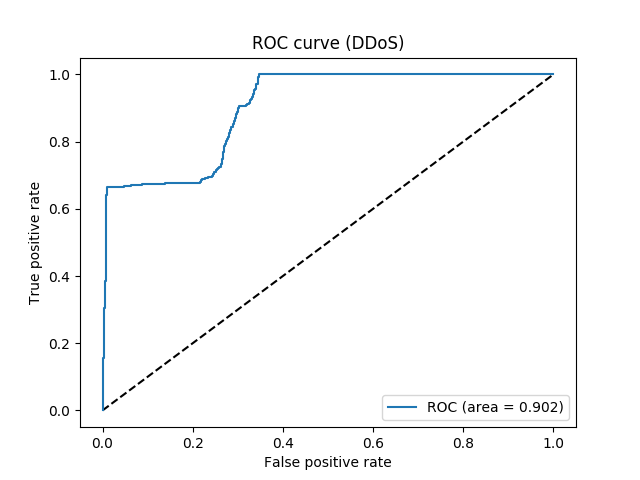 ROC curve (DDoS)
1.0
0.8
0.6
0.4
0.2
0.0
True positive rate
0.0 0.2 0.4 0.6 0.8 1.0
False positive rate
ROC (area = 0.902)